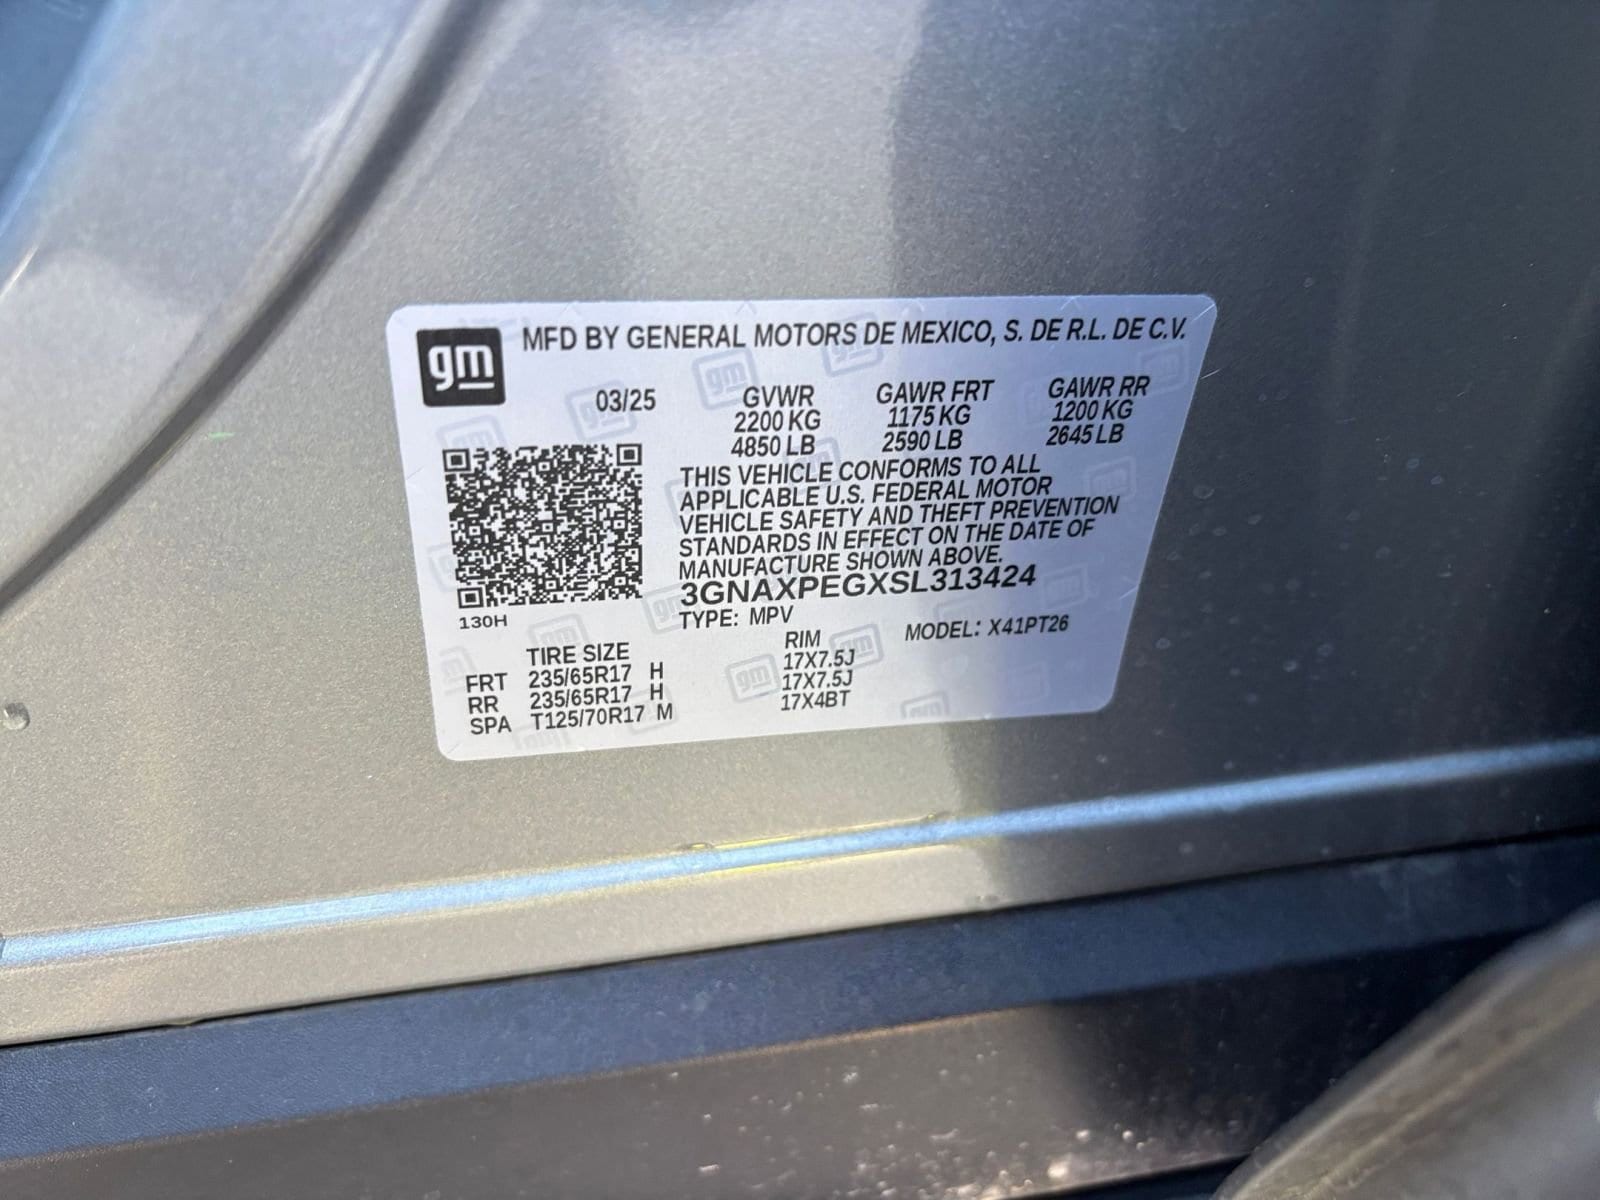 gm
MFD BY GENERAL MOTORS DE MEXICO, S. DE R.L. DE C.V.
03/25
GVWR GAWR FRT GAWR RR
2200 KG 1175 KG 1200 KG
4850 LB 2590 LB 2645 LB
THIS VEHICLE CONFORMS TO ALL
APPLICABLE U.S. FEDERAL MOTOR
VEHICLE SAFETY AND THEFT PREVENTION
STANDARDS IN EFFECT ON THE DATE OF
MANUFACTURE SHOWN ABOVE.
3GNAXPEGXSL313424
130H
TYPE: MPV MODEL: X41PT26
TIRE SIZE RIM
FRT 235/65R17 H 17X7.5J
RR 235/65R17 H 17X7.5J
SPA T125/70R17 M 17X4BT